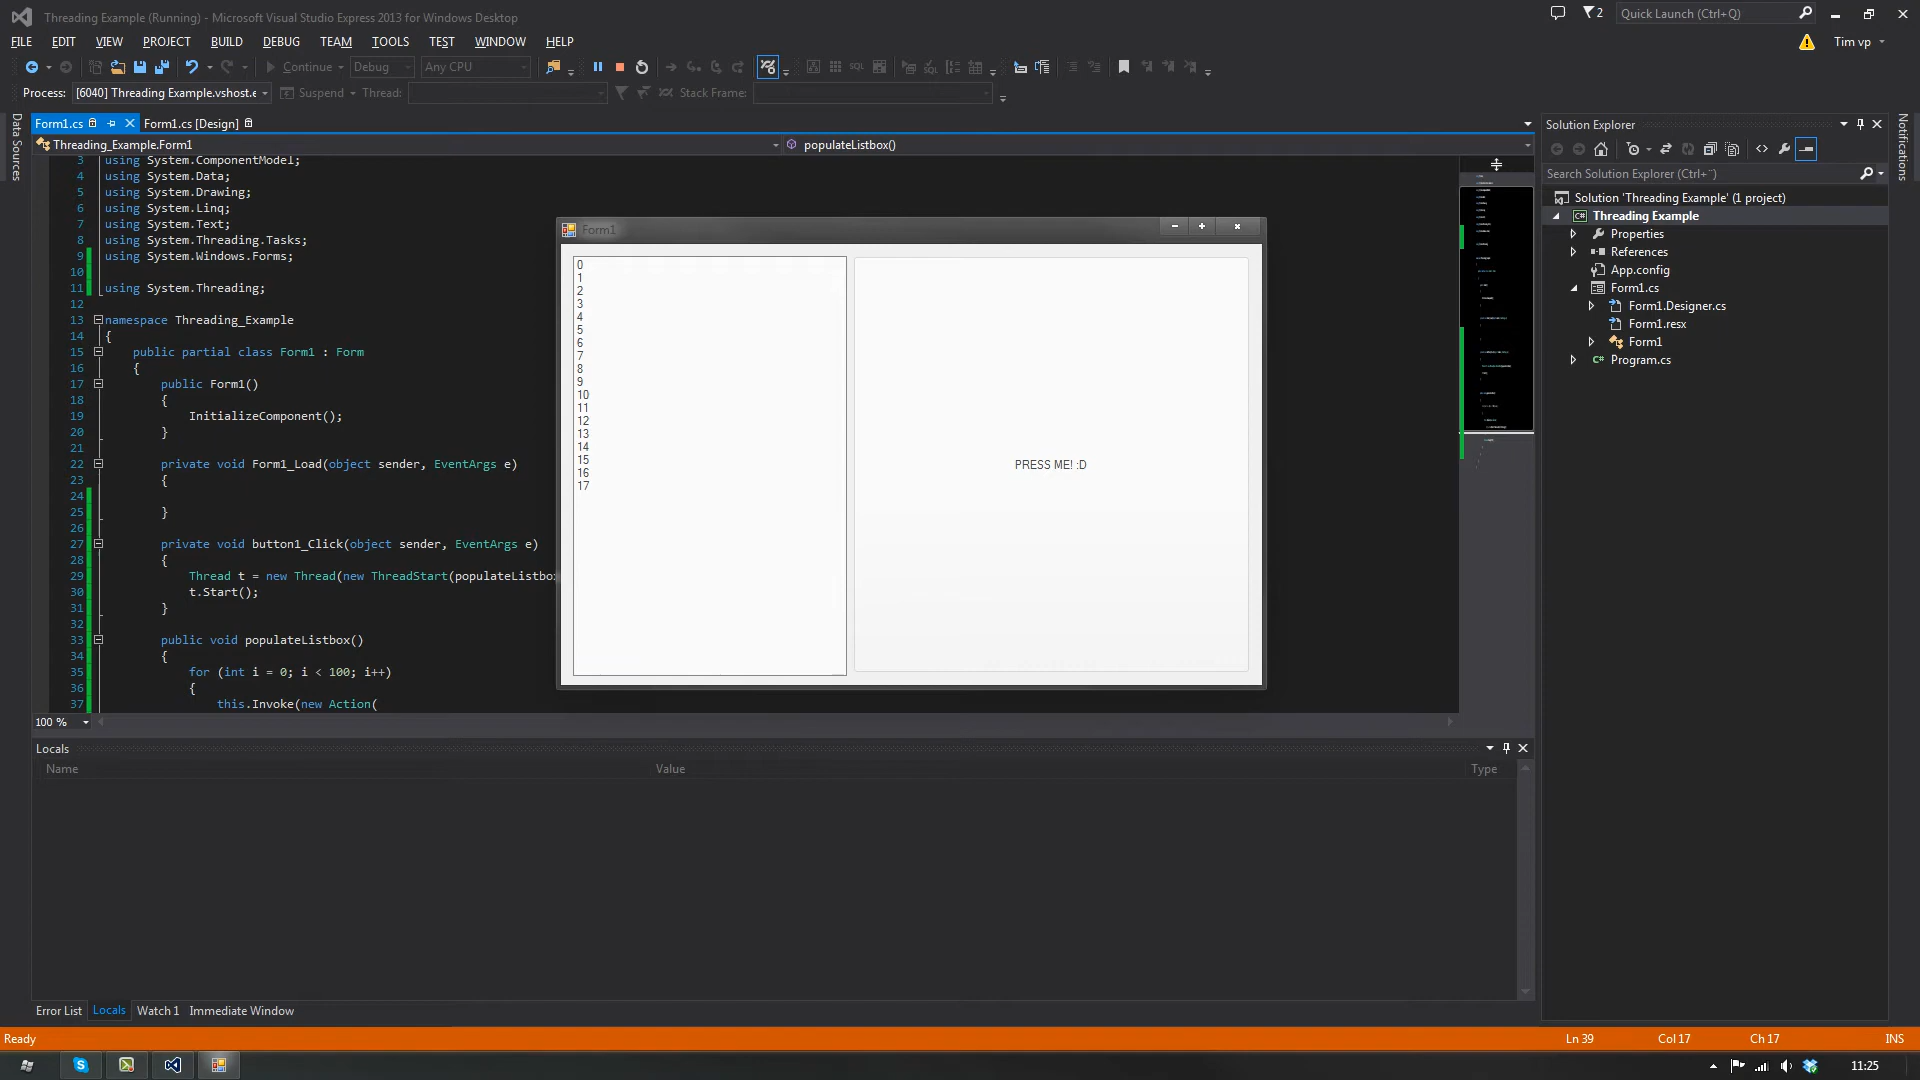 Threading Example (Running) - Microsoft Visual Studio Express 2013 for Windows Desktop
2
Quick Launch (Ctrl+Q)
FILE EDIT VIEW PROJECT BUILD DEBUG TEAM TOOLS TEST WINDOW HELP
Tim vp
Continue Debug Any CPU
Process: [6040] Threading Example.vshost.e Suspend Thread: Stack Frame:
Data Sources
Form1.cs Form1.cs [Design]
Threading_Example.Form1 populateListbox()
3 using System.ComponentModel;
4 using System.Data;
5 using System.Drawing;
6 using System.Linq;
7 using System.Text;
8 using System.Threading.Tasks;
9 using System.Windows.Forms;
10
11 using System.Threading;
12
13 namespace Threading_Example
14 {
15 public partial class Form1 : Form
16 {
17 public Form1()
18 {
19 InitializeComponent();
20 }
21
22 private void Form1_Load(object sender, EventArgs e)
23 {
24
25 }
26
27 private void button1_Click(object sender, EventArgs e)
28 {
29 Thread t = new Thread(new ThreadStart(populateListbo
30 t.Start();
31 }
32
33 public void populateListbox()
34 {
35 for (int i = 0; i < 100; i++)
36 {
37 this.Invoke(new Action(
100 %
Form1
0
1
2
3
4
5
6
7
8
9
10
11
12
13
14
15
16
17
PRESS ME! :D
Solution Explorer
Search Solution Explorer (Ctrl+¨)
Solution 'Threading Example' (1 project)
C# Threading Example
Properties
References
App.config
Form1.cs
Form1.Designer.cs
Form1.resx
Form1
C# Program.cs
Notifications
Locals
Name Value Type
Error List Locals Watch 1 Immediate Window
Ready Ln 39 Col 17 Ch 17 INS
11:25